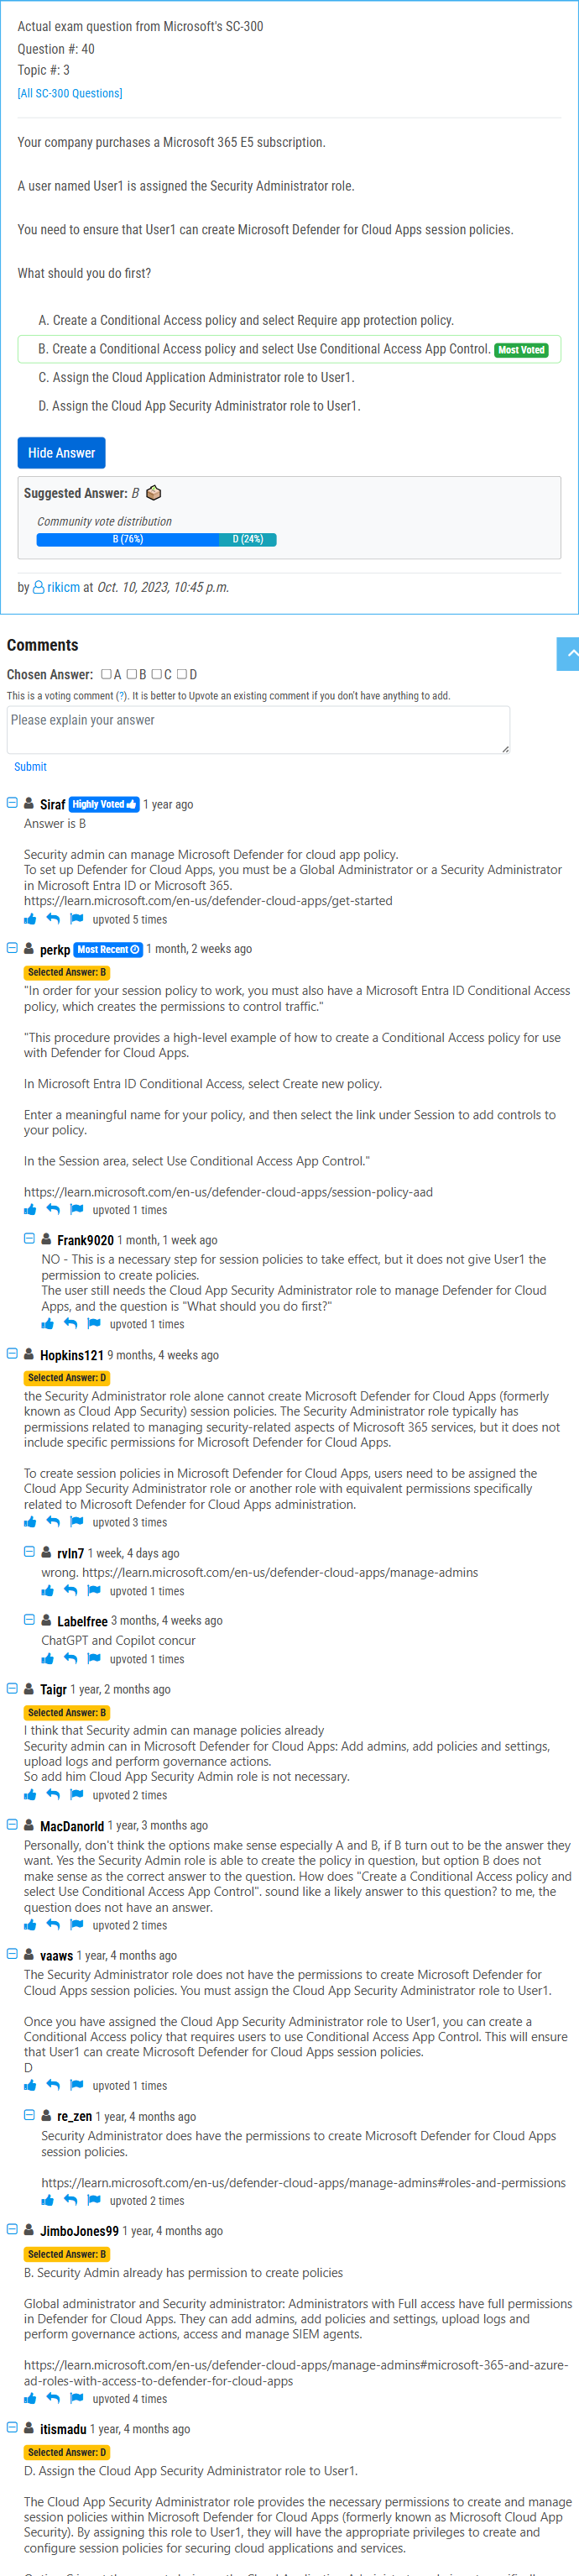 Actual exam question from Microsoft's SC-300
Question #: 40
Topic #: 3
[All SC-300 Questions]
Your company purchases a Microsoft 365 E5 subscription.
A user named User1 is assigned the Security Administrator role.
You need to ensure that User1 can create Microsoft Defender for Cloud Apps session policies.
What should you do first?
A. Create a Conditional Access policy and select Require app protection policy.
B. Create a Conditional Access policy and select Use Conditional Access App Control. Most Voted
C. Assign the Cloud Application Administrator role to User1.
D. Assign the Cloud App Security Administrator role to User1.
Hide Answer
Suggested Answer: B
Community vote distribution
B (76%) D (24%)
by rikicm at Oct. 10, 2023, 10:45 p.m.
Comments
Chosen Answer: A B C D
This is a voting comment (?). It is better to Upvote an existing comment if you don't have anything to add.
Please explain your answer
Submit
Siraf Highly Voted 1 year ago
Answer is B
Security admin can manage Microsoft Defender for cloud app policy.
To set up Defender for Cloud Apps, you must be a Global Administrator or a Security Administrator
in Microsoft Entra ID or Microsoft 365.
https://learn.microsoft.com/en-us/defender-cloud-apps/get-started
upvoted 5 times
perkp Most Recent 1 month, 2 weeks ago
Selected Answer: B
"In order for your session policy to work, you must also have a Microsoft Entra ID Conditional Access
policy, which creates the permissions to control traffic."
"This procedure provides a high-level example of how to create a Conditional Access policy for use
with Defender for Cloud Apps.
In Microsoft Entra ID Conditional Access, select Create new policy.
Enter a meaningful name for your policy, and then select the link under Session to add controls to
your policy.
In the Session area, select Use Conditional Access App Control."
https://learn.microsoft.com/en-us/defender-cloud-apps/session-policy-aad
upvoted 1 times
Frank9020 1 month, 1 week ago
NO - This is a necessary step for session policies to take effect, but it does not give User1 the
permission to create policies.
The user still needs the Cloud App Security Administrator role to manage Defender for Cloud
Apps, and the question is "What should you do first?"
upvoted 1 times
Hopkins121 9 months, 4 weeks ago
Selected Answer: D
the Security Administrator role alone cannot create Microsoft Defender for Cloud Apps (formerly
known as Cloud App Security) session policies. The Security Administrator role typically has
permissions related to managing security-related aspects of Microsoft 365 services, but it does not
include specific permissions for Microsoft Defender for Cloud Apps.
To create session policies in Microsoft Defender for Cloud Apps, users need to be assigned the
Cloud App Security Administrator role or another role with equivalent permissions specifically
related to Microsoft Defender for Cloud Apps administration.
upvoted 3 times
rvln7 1 week, 4 days ago
wrong. https://learn.microsoft.com/en-us/defender-cloud-apps/manage-admins
upvoted 1 times
Labelfree 3 months, 4 weeks ago
ChatGPT and Copilot concur
upvoted 1 times
Taigr 1 year, 2 months ago
Selected Answer: B
I think that Security admin can manage policies already
Security admin can in Microsoft Defender for Cloud Apps: Add admins, add policies and settings,
upload logs and perform governance actions.
So add him Cloud App Security Admin role is not necessary.
upvoted 2 times
MacDanorld 1 year, 3 months ago
Personally, don't think the options make sense especially A and B, if B turn out to be the answer they
want. Yes the Security Admin role is able to create the policy in question, but option B does not
make sense as the correct answer to the question. How does "Create a Conditional Access policy and
select Use Conditional Access App Control". sound like a likely answer to this question? to me, the
question does not have an answer.
upvoted 2 times
vaaws 1 year, 4 months ago
The Security Administrator role does not have the permissions to create Microsoft Defender for
Cloud Apps session policies. You must assign the Cloud App Security Administrator role to User1.
Once you have assigned the Cloud App Security Administrator role to User1, you can create a
Conditional Access policy that requires users to use Conditional Access App Control. This will ensure
that User1 can create Microsoft Defender for Cloud Apps session policies.
D
upvoted 1 times
re_zen 1 year, 4 months ago
Security Administrator does have the permissions to create Microsoft Defender for Cloud Apps
session policies.
https://learn.microsoft.com/en-us/defender-cloud-apps/manage-admins#roles-and-permissions
upvoted 2 times
JimboJones99 1 year, 4 months ago
Selected Answer: B
B. Security Admin already has permission to create policies
Global administrator and Security administrator: Administrators with Full access have full permissions
in Defender for Cloud Apps. They can add admins, add policies and settings, upload logs and
perform governance actions, access and manage SIEM agents.
https://learn.microsoft.com/en-us/defender-cloud-apps/manage-admins#microsoft-365-and-azure-
ad-roles-with-access-to-defender-for-cloud-apps
upvoted 4 times
itismadu 1 year, 4 months ago
Selected Answer: D
D. Assign the Cloud App Security Administrator role to User1.
The Cloud App Security Administrator role provides the necessary permissions to create and manage
session policies within Microsoft Defender for Cloud Apps (formerly known as Microsoft Cloud App
Security). By assigning this role to User1, they will have the appropriate privileges to create and
configure session policies for securing cloud applications and services.